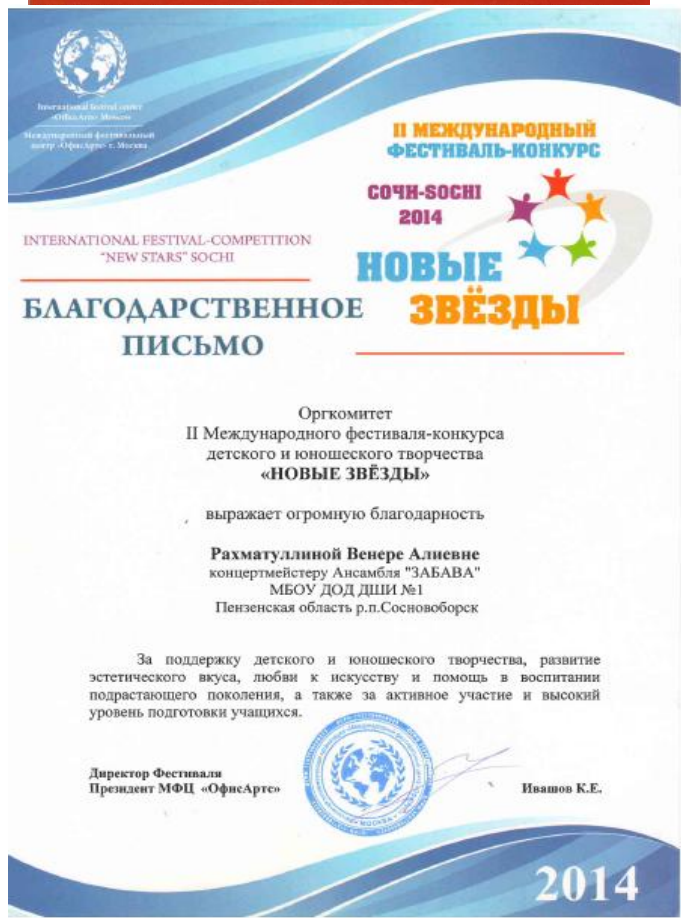 International festival center
«ОфисАртс» Moscow
Международный фестивальный
центр «ОфисАртс» г. Москва
II МЕЖДУНАРОДНЫЙ
ФЕСТИВАЛЬ-КОНКУРС
СОЧИ-SOCHI
2014
НОВЫЕ
ЗВЁЗДЫ
INTERNATIONAL FESTIVAL-COMPETITION
"NEW STARS" SOCHI
БЛАГОДАРСТВЕННОЕ
ПИСЬМО
Оргкомитет
II Международного фестиваля-конкурса
детского и юношеского творчества
«НОВЫЕ ЗВЁЗДЫ»
выражает огромную благодарность
Рахматуллиной Венере Алиевне
концертмейстеру Ансамбля "ЗАБАВА"
МБОУ ДОД ДШИ №1
Пензенская область р.п.Сосновоборск
За поддержку детского и юношеского творчества, развитие
эстетического вкуса, любви к искусству и помощь в воспитании
подрастающего поколения, а также за активное участие и высокий
уровень подготовки учащихся.
Директор Фестиваля
Президент МФЦ «ОфисАртс»
Ивашов К.Е.
МОСКВА
2014